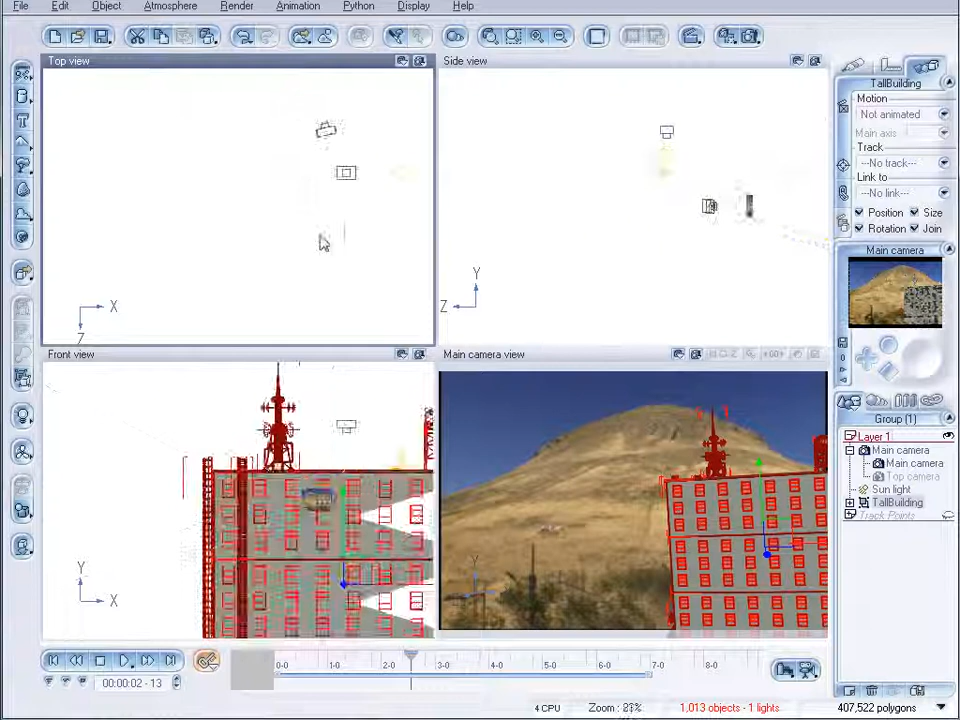 File Edit Object Atmosphere Render Animation Python Display Help
Top view
Side view
TallBuilding
Motion
Not animated
Main axis
Track
---No track---
Link to
---No link---
Position Size
Rotation Join
X
Z
Y
Z
Main camera
Front view
Main camera view
Group (1)
Layer 1
Main camera
Main camera
Top camera
Sun light
TallBuilding
Track Points
Y
X
Y
0-0 1-0 2-0 3-0 4-0 5-0 6-0 7-0 8-0
00:00:02 - 13
4 CPU Zoom : 21% 1,013 objects - 1 lights 407,522 polygons